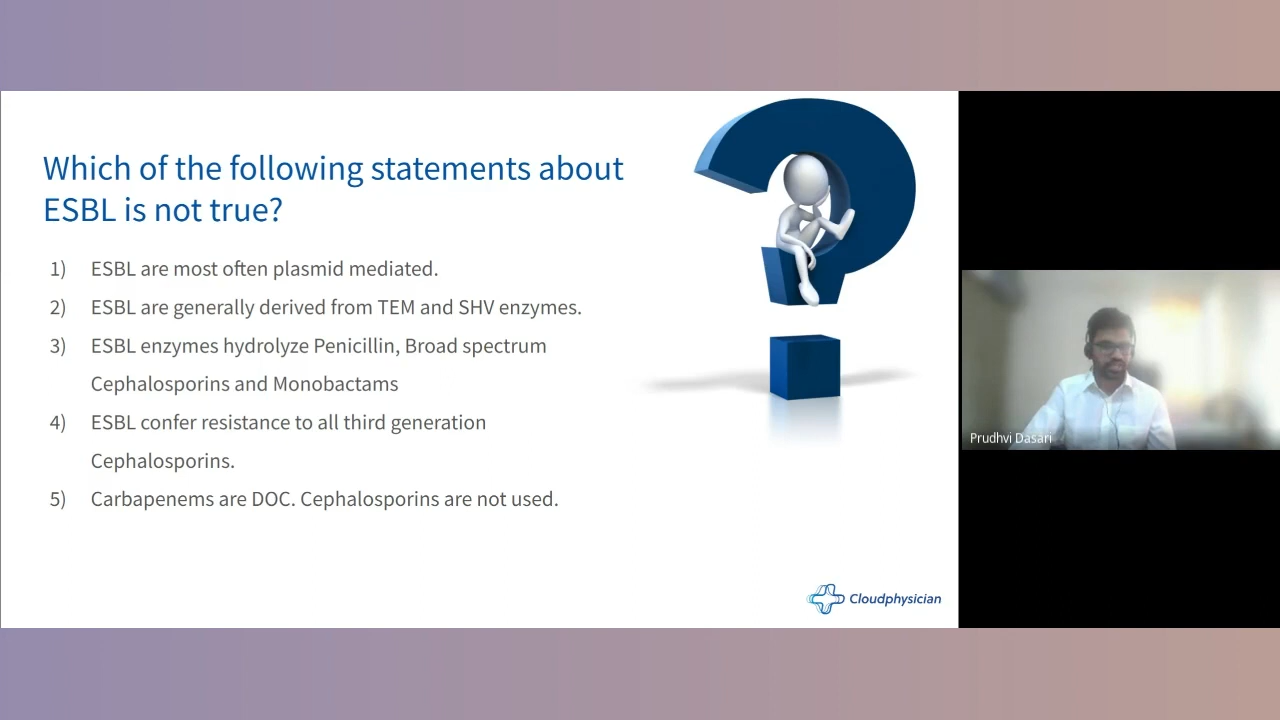 Which of the following statements about
ESBL is not true?
1) ESBL are most often plasmid mediated.
2) ESBL are generally derived from TEM and SHV enzymes.
3) ESBL enzymes hydrolyze Penicillin, Broad spectrum
Cephalosporins and Monobactams
4) ESBL confer resistance to all third generation
Cephalosporins.
5) Carbapenems are DOC. Cephalosporins are not used.
Cloudphysician
Prudhvi Dasari